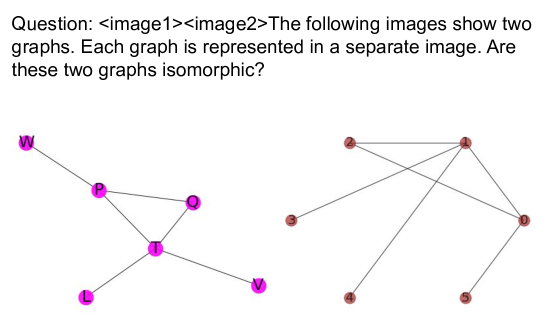 Question: <image1><image2>The following images show two
graphs. Each graph is represented in a separate image. Are
these two graphs isomorphic?
W
2
1
P
Q
3
0
T
V
L
4
5